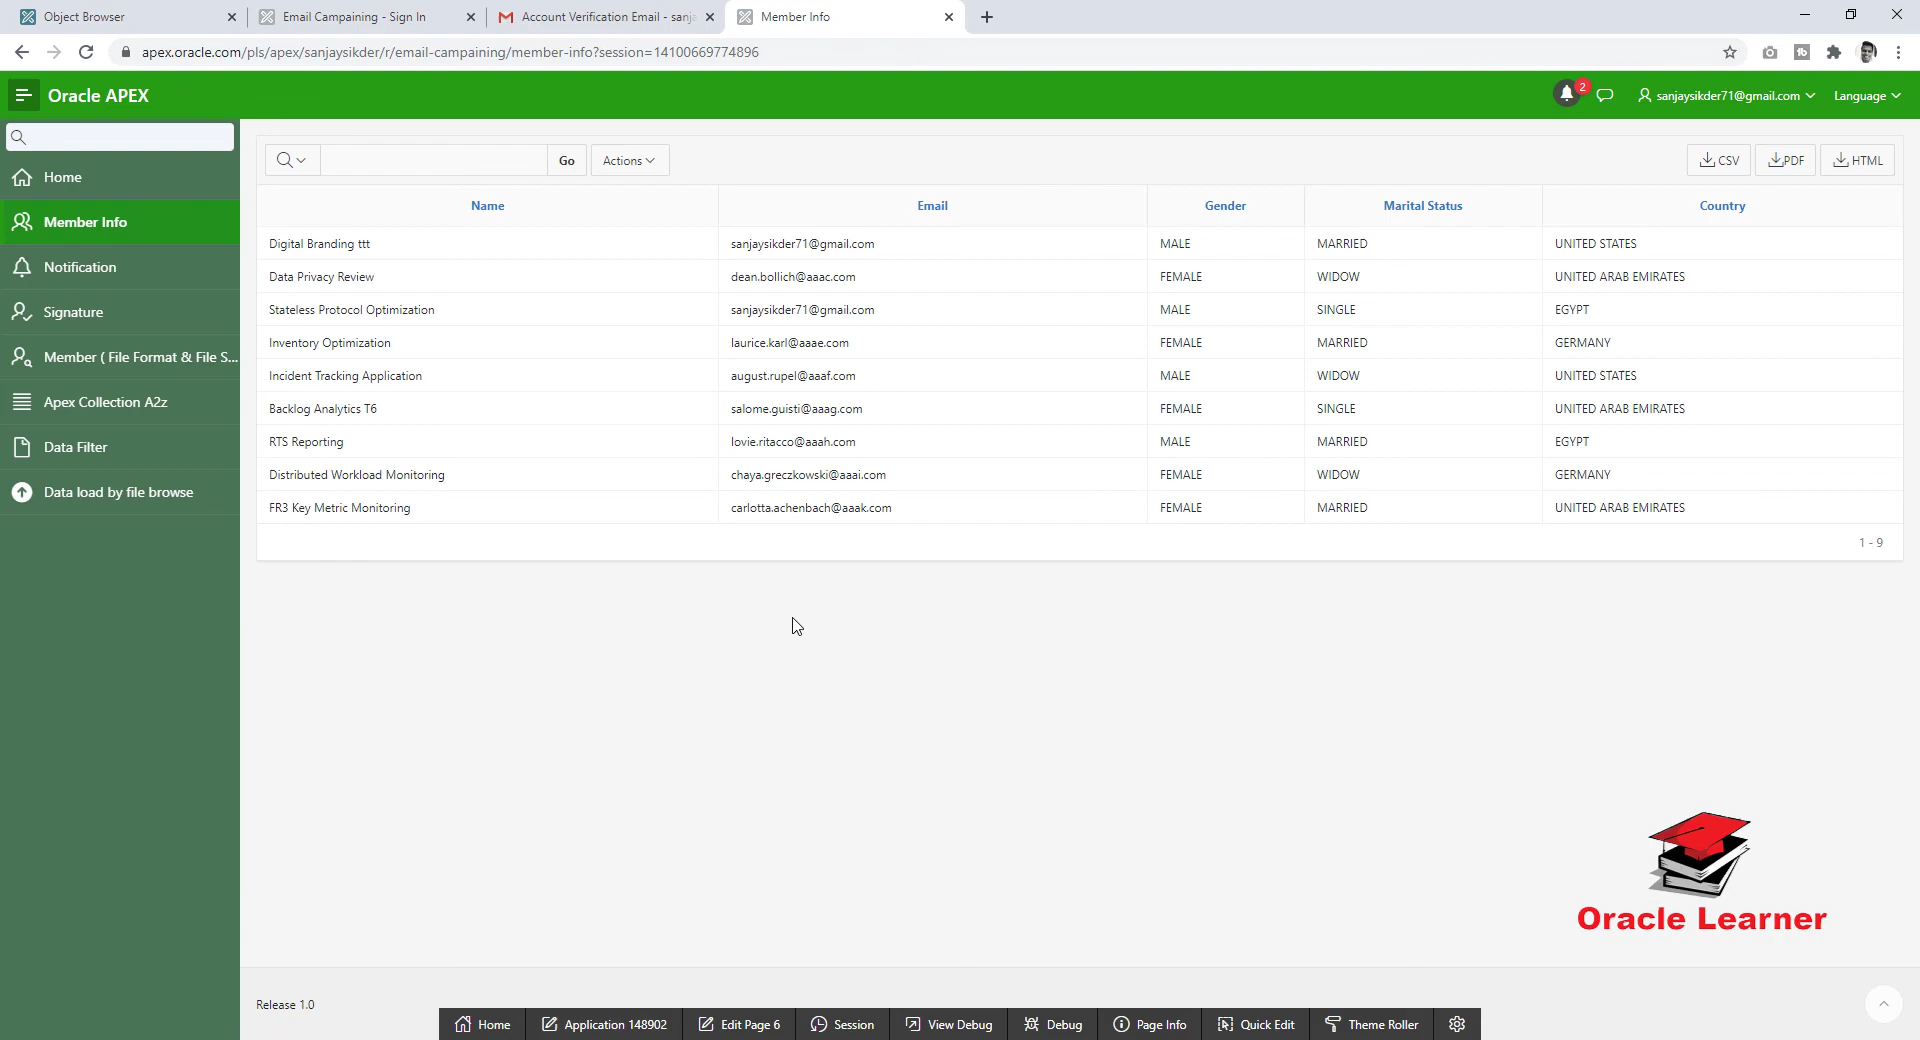 Object Browser
Email Campaining - Sign In
Account Verification Email - sanja
Member Info
apex.oracle.com/pls/apex/sanjaysikder/r/email-campaining/member-info?session=14100669774896
Oracle APEX
2
sanjaysikder71@gmail.com
Language
Home
Member Info
Notification
Signature
Member ( File Format & File S...
Apex Collection A2z
Data Filter
Data load by file browse
Go
Actions
CSV
PDF
HTML
Name Email Gender Marital Status Country
Digital Branding ttt sanjaysikder71@gmail.com MALE MARRIED UNITED STATES
Data Privacy Review dean.bollich@aaac.com FEMALE WIDOW UNITED ARAB EMIRATES
Stateless Protocol Optimization sanjaysikder71@gmail.com MALE SINGLE EGYPT
Inventory Optimization laurice.karl@aaae.com FEMALE MARRIED GERMANY
Incident Tracking Application august.rupel@aaaf.com MALE WIDOW UNITED STATES
Backlog Analytics T6 salome.guisti@aaag.com FEMALE SINGLE UNITED ARAB EMIRATES
RTS Reporting lovie.ritacco@aaah.com MALE MARRIED EGYPT
Distributed Workload Monitoring chaya.greczkowski@aaai.com FEMALE WIDOW GERMANY
FR3 Key Metric Monitoring carlotta.achenbach@aaak.com FEMALE MARRIED UNITED ARAB EMIRATES
1 - 9
Oracle Learner
Release 1.0
Home
Application 148902
Edit Page 6
Session
View Debug
Debug
Page Info
Quick Edit
Theme Roller